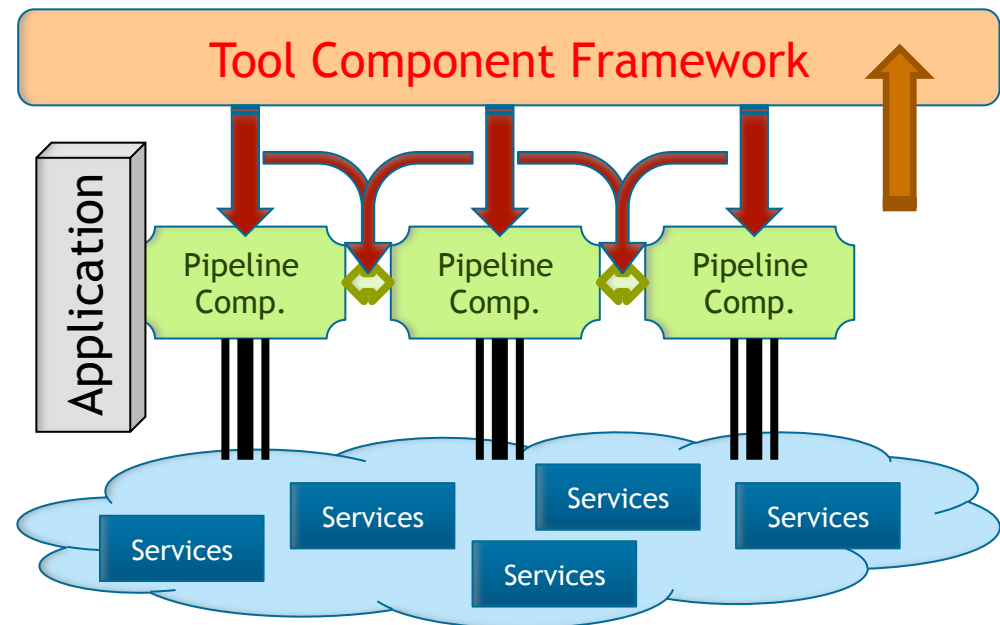 Tool Component Framework
Application
Pipeline
Comp.
Pipeline
Comp.
Pipeline
Comp.
Services
Services
Services
Services
Services